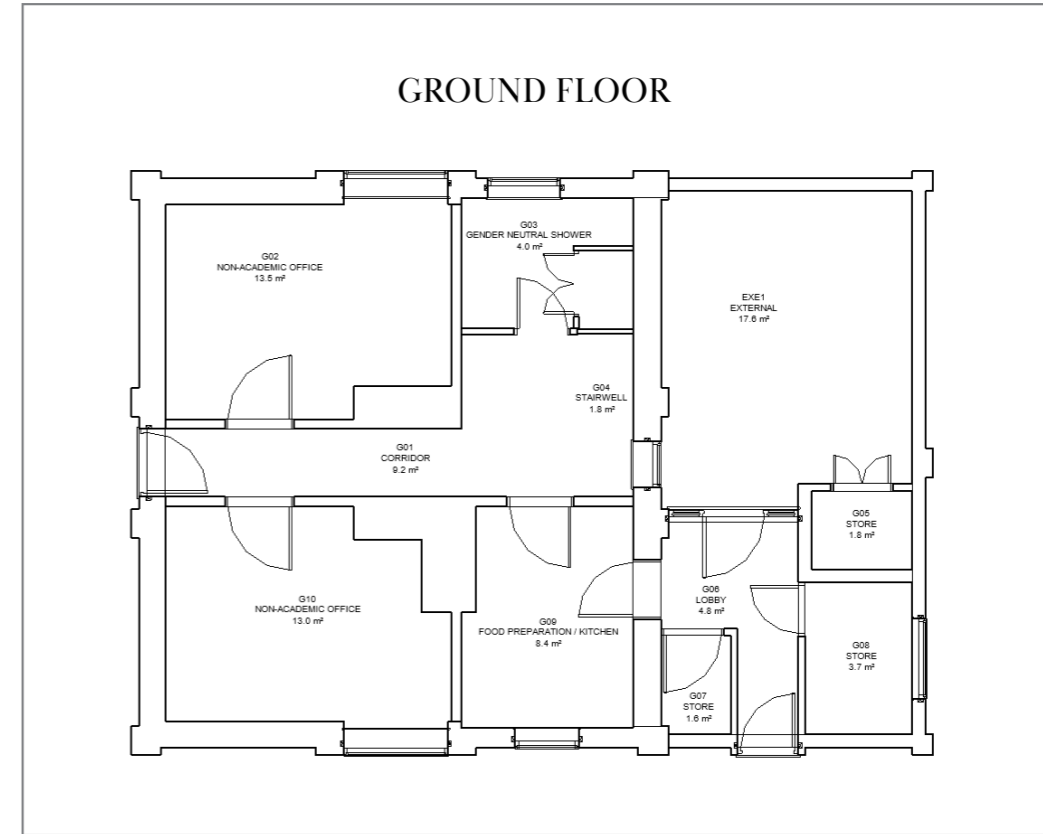 GROUND FLOOR
G03
GENDER NEUTRAL SHOWER
4.0 m²
G02
NON-ACADEMIC OFFICE
13.5 m²
EXE1
EXTERNAL
17.6 m²
G04
STAIRWELL
1.8 m²
G01
CORRIDOR
9.2 m²
G05
STORE
1.8 m²
G06
LOBBY
4.8 m²
G10
NON-ACADEMIC OFFICE
13.0 m²
G09
FOOD PREPARATION / KITCHEN
8.4 m²
G08
STORE
3.7 m²
G07
STORE
1.6 m²